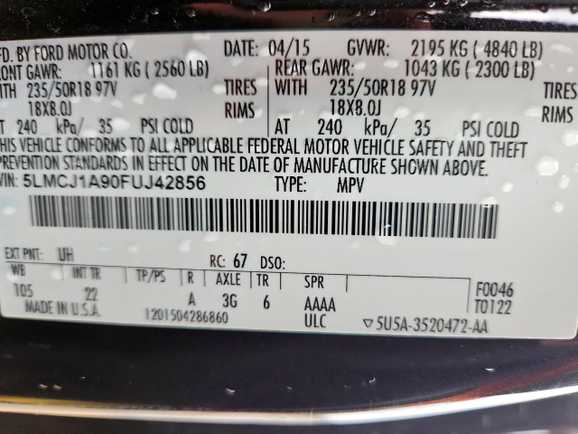 FD. BY FORD MOTOR CO. DATE: 04/15 GVWR: 2195 KG ( 4840 LB)
RONT GAWR: 1161 KG ( 2560 LB) REAR GAWR: 1043 KG ( 2300 LB)
WITH 235/50R18 97V TIRES WITH 235/50R18 97V TIRES
18X8.0J RIMS 18X8.0J RIMS
AT 240 kPa/ 35 PSI COLD AT 240 kPa/ 35 PSI COLD
THIS VEHICLE CONFORMS TO ALL APPLICABLE FEDERAL MOTOR VEHICLE SAFETY AND THEFT
PREVENTION STANDARDS IN EFFECT ON THE DATE OF MANUFACTURE SHOWN ABOVE.
VIN: 5LMCJ1A90FUJ42856 TYPE: MPV
EXT PNT: UH RC: 67 DSO:
WB INT TR TP/PS R AXLE TR SPR F0046
105 22 A 3G 6 AAAA T0122
MADE IN U.S.A. 1201504286860 ULC 5U5A-3520472-AA